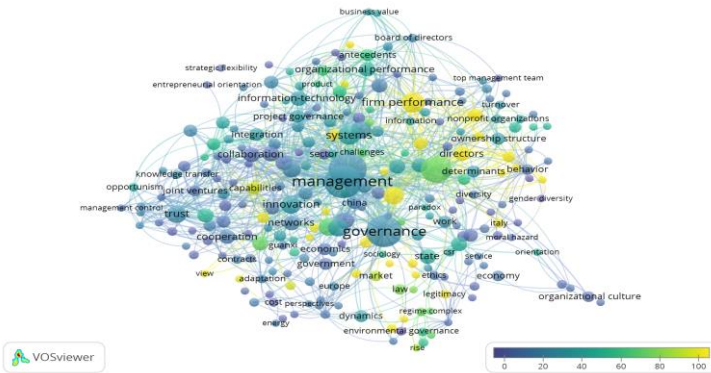 business value
board of directors
antecedents
strategic flexibility
organizational performance
top management team
entrepreneurial orientation
product
information-technology
firm performance
turnover
project governance
information
nonprofit organizations
integration
systems
ownership structure
collaboration
sector
challenges
directors
knowledge transfer
determinants
behavior
management
opportunism
joint ventures
capabilities
diversity
gender diversity
management control
trust
innovation
china
paradox
networks
work
italy
cooperation
governance
moral hazard
guanxi
economics
sociology
state
csr
service
orientation
contracts
government
view
adaptation
europe
market
ethics
economy
law
legitimacy
organizational culture
cost
perspectives
regime complex
energy
dynamics
environmental governance
rise
VOSviewer
0 20 40 60 80 100